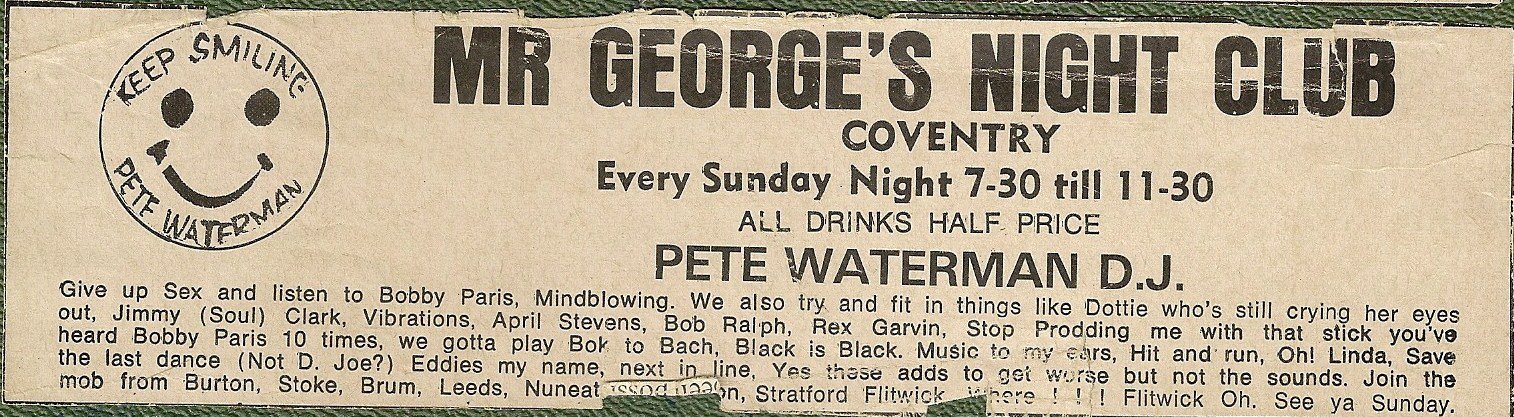 KEEP SMILING
PETE WATERMAN
MR GEORGE'S NIGHT CLUB
COVENTRY
Every Sunday Night 7-30 till 11-30
ALL DRINKS HALF PRICE
PETE WATERMAN D.J.
Give up Sex and listen to Bobby Paris, Mindblowing. We also try and fit in things like Dottie who's still crying her eyes
out, Jimmy (Soul) Clark, Vibrations, April Stevens, Bob Ralph, Rex Garvin, Stop Prodding me with that stick you've
heard Bobby Paris 10 times, we gotta play Bok to Bach, Black is Black. Music to my ears, Hit and run, Oh! Linda, Save
the last dance (Not D. Joe?) Eddies my name, next in line, Yes these adds to get worse but not the sounds. Join the
mob from Burton, Stoke, Brum, Leeds, Nuneat on, Stratford Flitwick Where ! ! ! Flitwick Oh. See ya Sunday.